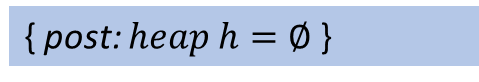 { post: heap h = ∅ }